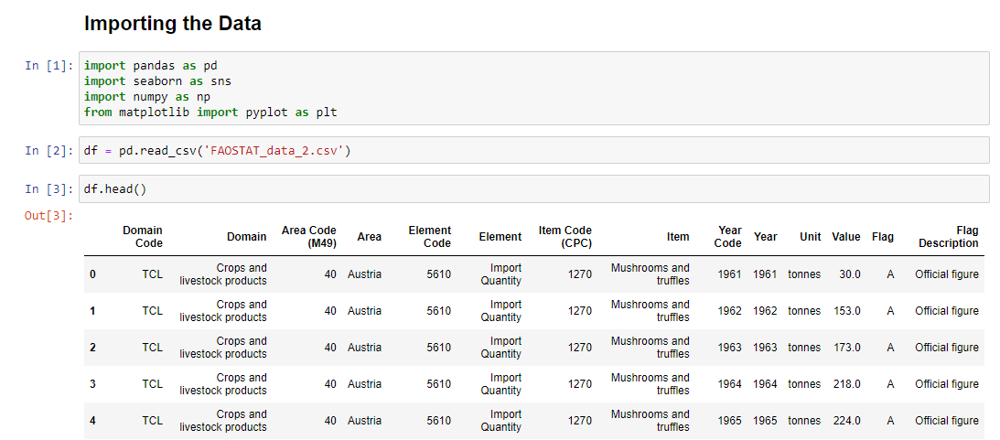 Importing the Data
In [1]: import pandas as pd
import seaborn as sns
import numpy as np
from matplotlib import pyplot as plt
In [2]: df = pd.read_csv('FAOSTAT_data_2.csv')
In [3]: df.head()
Out[3]:
Domain Code Domain Area Code (M49) Area Element Code Element Item Code (CPC) Item Year Code Year Unit Value Flag Flag Description
0 TCL Crops and livestock products 40 Austria 5610 Import Quantity 1270 Mushrooms and truffles 1961 1961 tonnes 30.0 A Official figure
1 TCL Crops and livestock products 40 Austria 5610 Import Quantity 1270 Mushrooms and truffles 1962 1962 tonnes 153.0 A Official figure
2 TCL Crops and livestock products 40 Austria 5610 Import Quantity 1270 Mushrooms and truffles 1963 1963 tonnes 173.0 A Official figure
3 TCL Crops and livestock products 40 Austria 5610 Import Quantity 1270 Mushrooms and truffles 1964 1964 tonnes 218.0 A Official figure
4 TCL Crops and livestock products 40 Austria 5610 Import Quantity 1270 Mushrooms and truffles 1965 1965 tonnes 224.0 A Official figure